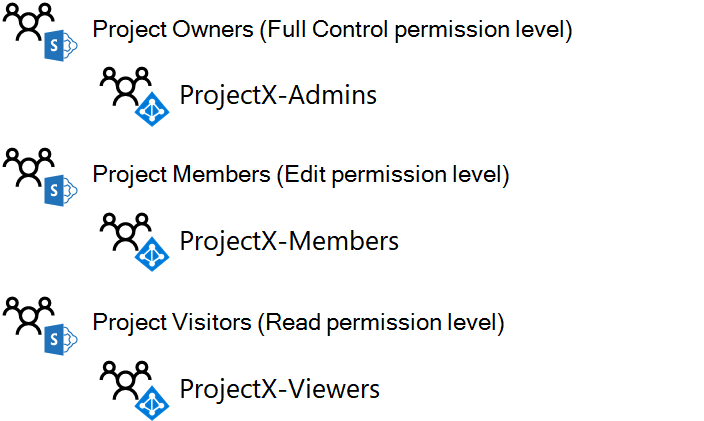 Project Owners (Full Control permission level)
ProjectX-Admins
Project Members (Edit permission level)
ProjectX-Members
Project Visitors (Read permission level)
ProjectX-Viewers